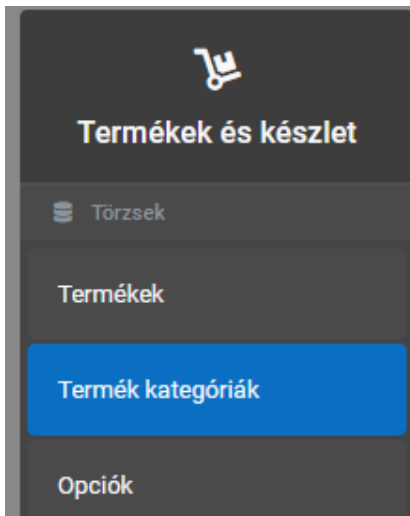 Termékek és készlet
Törzsek
Termékek
Termék kategóriák
Opciók